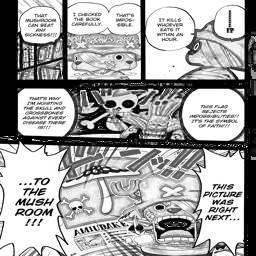 !!!?
IT KILLS
WHOEVER
EATS IT
WITHIN AN
HOUR.
THAT'S
IMPOS-
SIBLE.
I CHECKED
THE BOOK
CAREFULLY.
THAT
MUSHROOM
CAN BEAT
ANY
SICKNESS!!!
THIS FLAG
REJECTS
IMPOSSIBILITIES!!
IT'S THE SYMBOL
OF FAITH!!
THAT'S WHY
I'M HOISTING
THE SKULL AND
CROSSBONES
AGAINST EVERY
DISEASE THERE
IS!!!
THIS
PICTURE
WAS
RIGHT
NEXT...
...TO
THE
MUSH
ROOM
!!!
AMIUDAKE